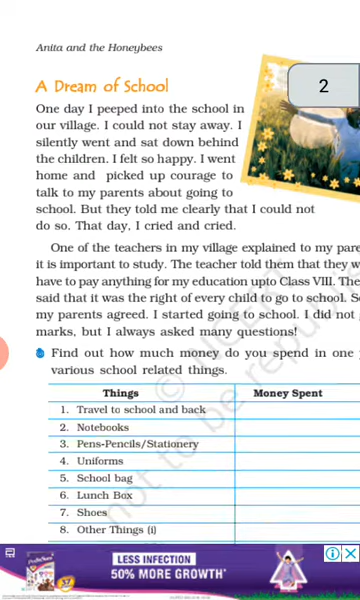 Anita and the Honeybees
A Dream of School
2
One day I peeped into the school in
our village. I could not stay away. I
silently went and sat down behind
the children. I felt so happy. I went
home and picked up courage to
talk to my parents about going to
school. But they told me clearly that I could not
do so. That day, I cried and cried.
One of the teachers in my village explained to my
it is important to study. The teacher told them that they
have to pay anything for my education upto Class VIII.
said that it was the right of every child to go to school.
my parents agreed. I started going to school. I did not
marks, but I always asked many questions!
Find out how much money do you spend in one
various school related things.
Things Money Spent
1. Travel to school and back
2. Notebooks
3. Pens-Pencils/Stationery
4. Uniforms
5. School bag
6. Lunch Box
7. Shoes
8. Other Things (i)
not to be republished
LESS INFECTION
50% MORE GROWTH*